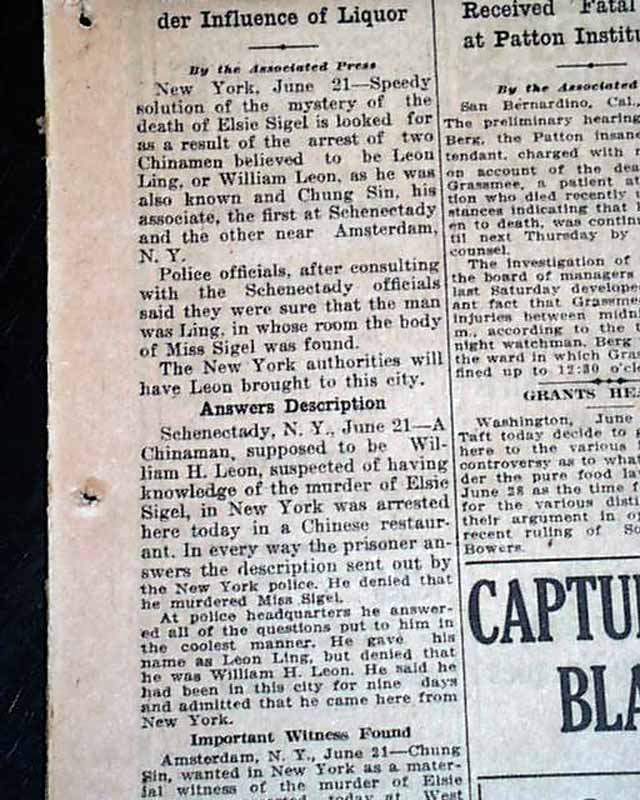 der Influence of Liquor
By the Associated Press
New York, June 21—Speedy
solution of the mystery of the
death of Elsie Sigel is looked for
as a result of the arrest of two
Chinamen believed to be Leon
Ling, or William Leon, as he was
also known and Chung Sin, his
associate, the first at Schenectady
and the other near Amsterdam,
N. Y.
Police officials, after consulting
with the Schenectady officials
said they were sure that the man
was Ling, in whose room the body
of Miss Sigel was found.
The New York authorities will
have Leon brought to this city.
Answers Description
Schenectady, N. Y., June 21—A
Chinaman, supposed to be Wil-
liam H. Leon, suspected of having
knowledge of the murder of Elsie
Sigel, in New York was arrested
here today in a Chinese restaur-
ant. In every way the prisoner an-
swers the description sent out by
the New York police. He denied that
he murdered Miss Sigel.
At police headquarters he answer-
ed all of the questions put to him in
the coolest manner. He gave his
name as Leon Ling, but denied that
he was William H. Leon. He said he
had been in this city for nine days
and admitted that he came here from
New York.
Important Witness Found
Amsterdam, N. Y., June 21—Chung
Sin, wanted in New York as a mater-
ial witness of the murder of Elsie
today at West
Received Fatal
at Patton Institu
By the Associated
San Bernardino, Cal.,
The preliminary hearing
Berg, the Patton insane
tendant, charged with
on account of the dea
Grassmee, a patient at
tion who died recently
stances indicating that
en to death, was continu
til next Thursday by
counsel.
The investigation of
the board of managers
last Saturday develope
ant fact that Grassmee
injuries between midni
m., according to the
night watchman. Berg
the ward in which Gras
fined up to 12:30 o'clo
GRANTS HEA
Washington, June
Taft today decide to
here to the various
controversy as to what
der the pure food la
June 28 as the time f
for the various disti
their argument in o
recent ruling of So
Bowers.
CAPTU
BLA